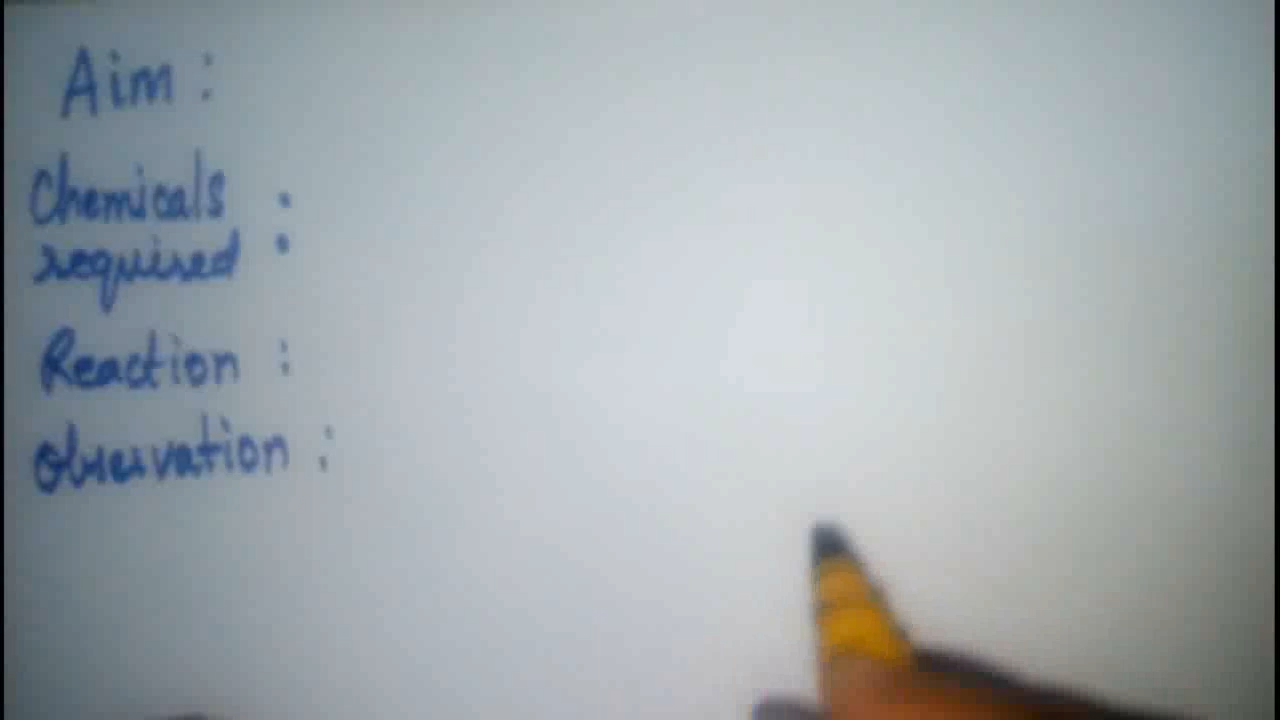 Aim :
Chemicals
required :
Reaction :
Observation :